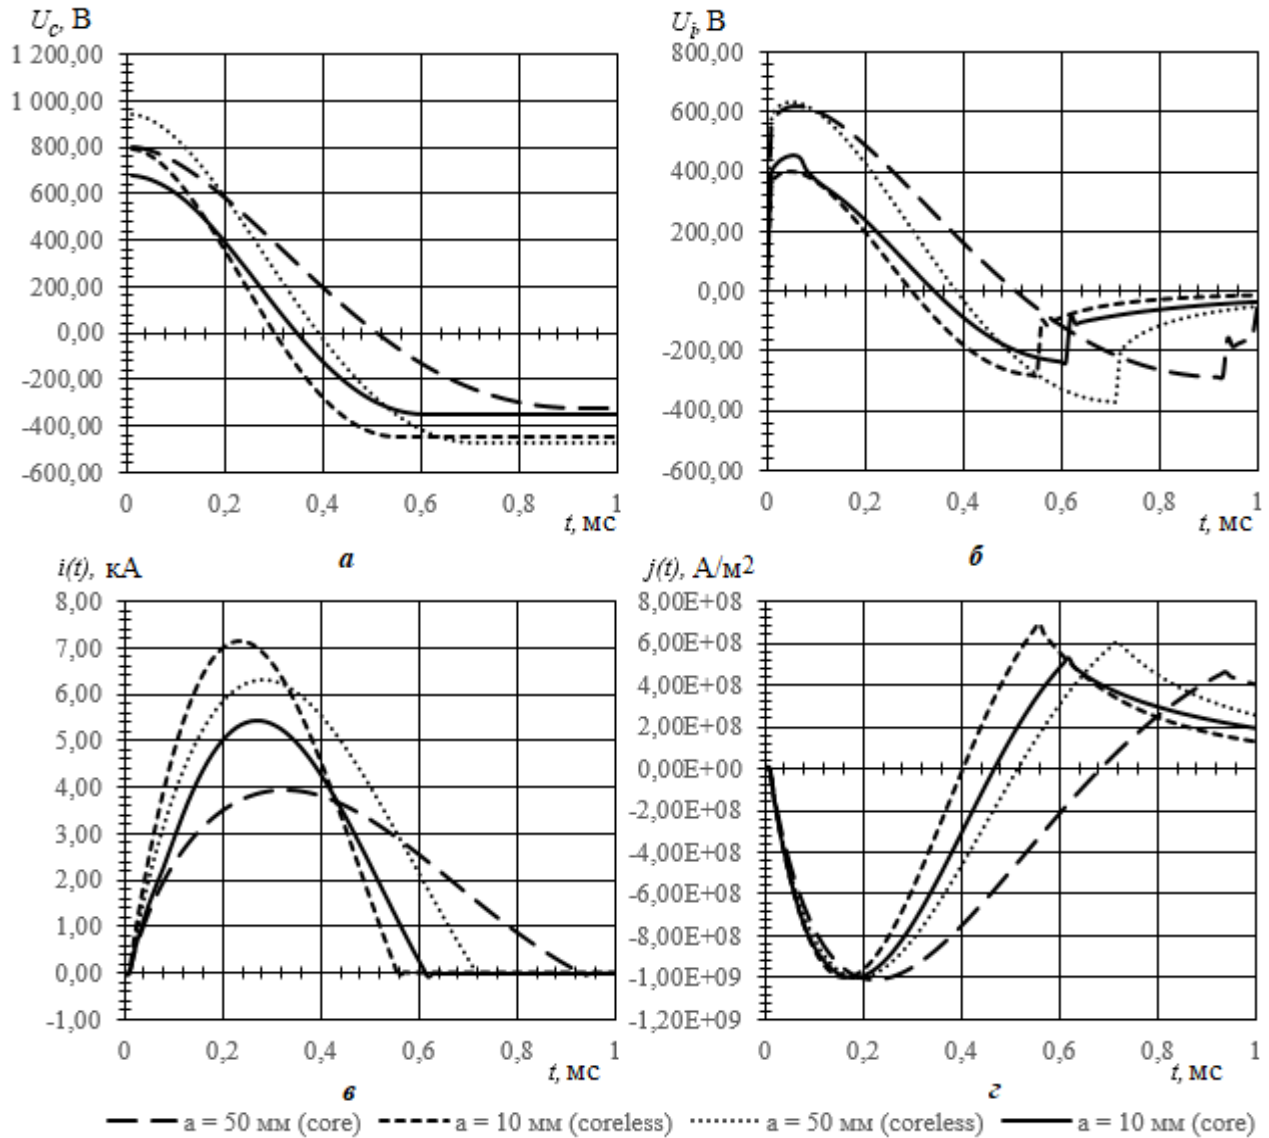 U_c, В
1 200,00
1 000,00
800,00
600,00
400,00
200,00
0,00
-200,00
-400,00
-600,00
0 0,2 0,4 0,6 0,8 1
t, мс
а
U_i, В
800,00
600,00
400,00
200,00
0,00
-200,00
-400,00
-600,00
0 0,2 0,4 0,6 0,8 1
t, мс
б
i(t), кА
8,00
7,00
6,00
5,00
4,00
3,00
2,00
1,00
0,00
-1,00
0 0,2 0,4 0,6 0,8 1
t, мс
в
j(t), А/м²
8,00E+08
6,00E+08
4,00E+08
2,00E+08
0,00E+00
-2,00E+08
-4,00E+08
-6,00E+08
-8,00E+08
-1,00E+09
-1,20E+09
0 0,2 0,4 0,6 0,8 1
t, мс
г
a = 50 мм (core) a = 10 мм (coreless) a = 50 мм (coreless) a = 10 мм (core)